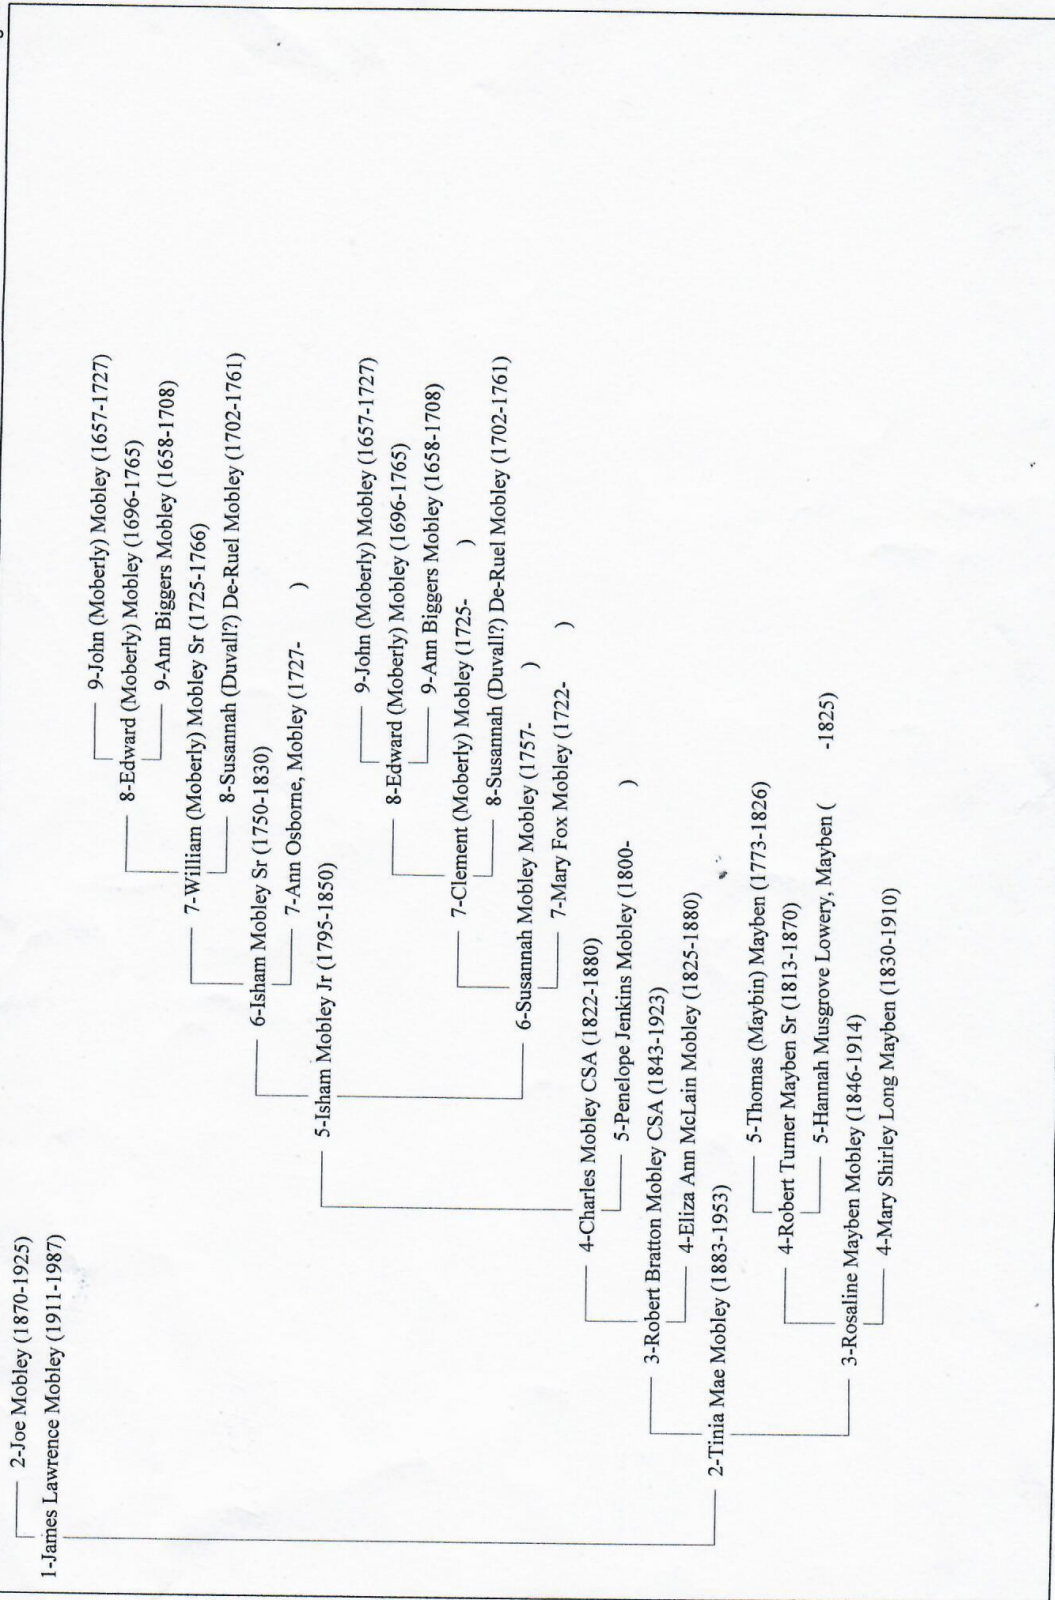 2-Joe Mobley (1870-1925)
1-James Lawrence Mobley (1911-1987)
9-John (Moberly) Mobley (1657-1727)
8-Edward (Moberly) Mobley (1696-1765)
9-Ann Biggers Mobley (1658-1708)
7-William (Moberly) Mobley Sr (1725-1766)
8-Susannah (Duvall?) De-Ruel Mobley (1702-1761)
6-Isham Mobley Sr (1750-1830)
7-Ann Osborne, Mobley (1727- )
5-Isham Mobley Jr (1795-1850)
9-John (Moberly) Mobley (1657-1727)
8-Edward (Moberly) Mobley (1696-1765)
9-Ann Biggers Mobley (1658-1708)
7-Clement (Moberly) Mobley (1725- )
8-Susannah (Duvall?) De-Ruel Mobley (1702-1761)
6-Susannah Mobley Mobley (1757- )
7-Mary Fox Mobley (1722- )
4-Charles Mobley CSA (1822-1880)
5-Penelope Jenkins Mobley (1800- )
3-Robert Bratton Mobley CSA (1843-1923)
4-Eliza Ann McLain Mobley (1825-1880)
2-Tinia Mae Mobley (1883-1953)
5-Thomas (Maybin) Mayben (1773-1826)
4-Robert Turner Mayben Sr (1813-1870)
5-Hannah Musgrove Lowery, Mayben ( -1825)
3-Rosaline Mayben Mobley (1846-1914)
4-Mary Shirley Long Mayben (1830-1910)